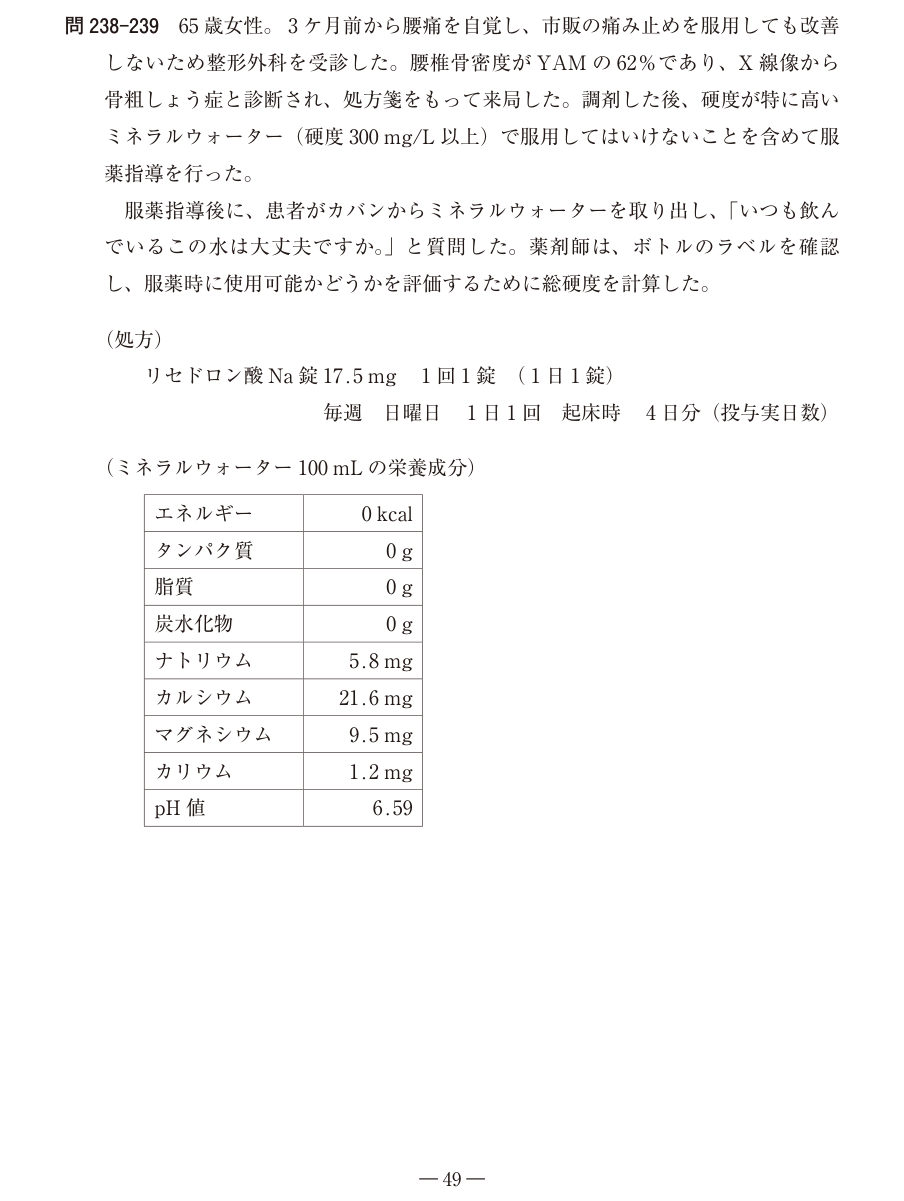 問 238−239 65 歳女性。3 ケ月前から腰痛を自覚し、市販の痛み止めを服用しても改善
しないため整形外科を受診した。腰椎骨密度が YAM の 62%であり、X 線像から
骨粗しょう症と診断され、処方箋をもって来局した。調剤した後、硬度が特に高い
ミネラルウォーター（硬度 300 mg/L 以上）で服用してはいけないことを含めて服
薬指導を行った。
服薬指導後に、患者がカバンからミネラルウォーターを取り出し、「いつも飲ん
でいるこの水は大丈夫ですか。」と質問した。薬剤師は、ボトルのラベルを確認
し、服薬時に使用可能かどうかを評価するために総硬度を計算した。
（処方）
リセドロン酸 Na 錠 17.5 mg 1 回 1 錠 （1 日 1 錠）
毎週 日曜日 1 日 1 回 起床時 4 日分（投与実日数）
（ミネラルウォーター 100 mL の栄養成分）
エネルギー 0 kcal
タンパク質 0 g
脂質 0 g
炭水化物 0 g
ナトリウム 5.8 mg
カルシウム 21.6 mg
マグネシウム 9.5 mg
カリウム 1.2 mg
pH 値 6.59
— 49 —